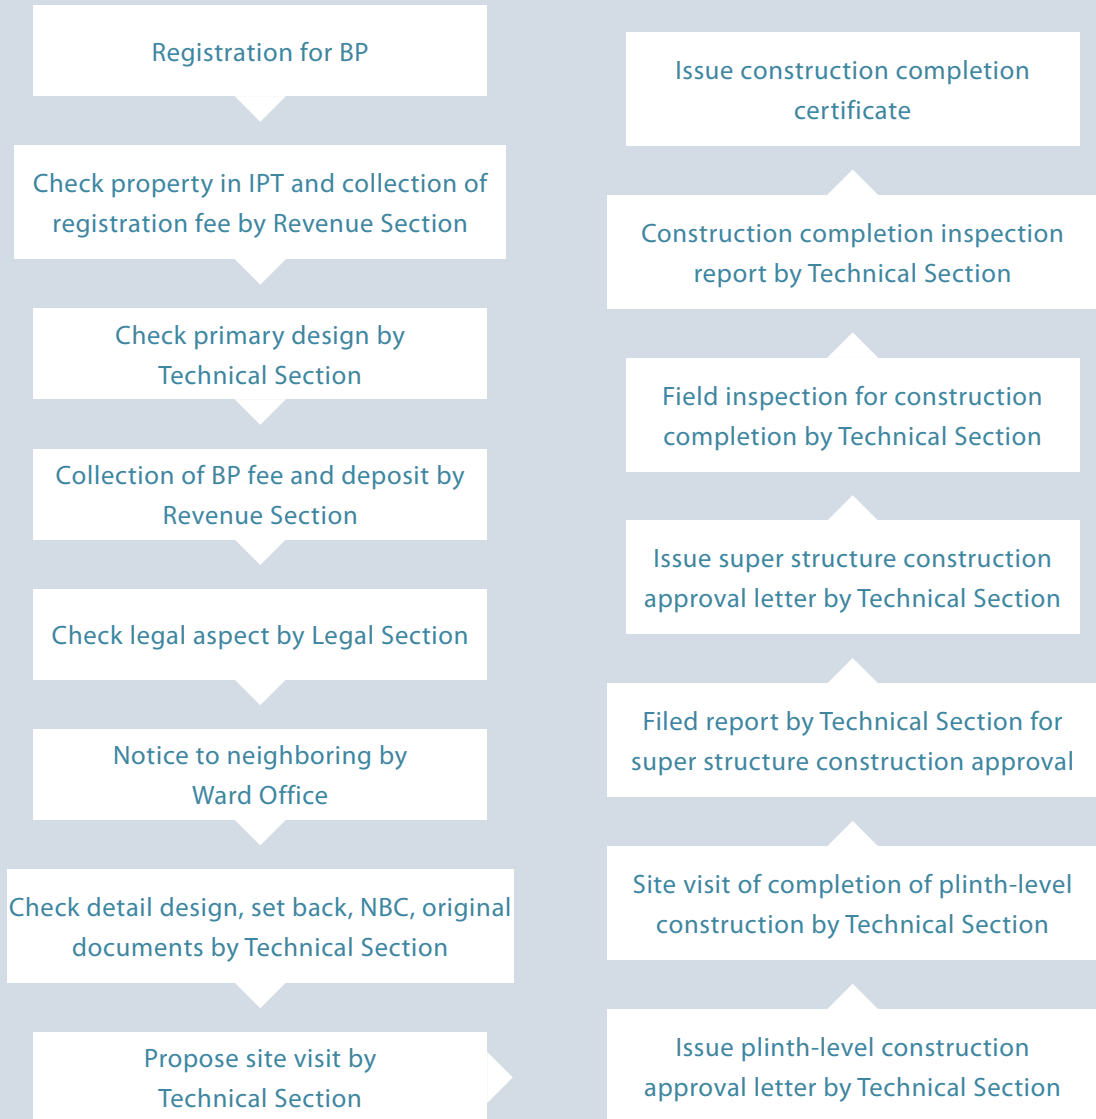 Registration for BP
Check property in IPT and collection of
registration fee by Revenue Section
Check primary design by
Technical Section
Collection of BP fee and deposit by
Revenue Section
Check legal aspect by Legal Section
Notice to neighboring by
Ward Office
Check detail design, set back, NBC, original
documents by Technical Section
Propose site visit by
Technical Section
Issue plinth-level construction
approval letter by Technical Section
Site visit of completion of plinth-level
construction by Technical Section
Filed report by Technical Section for
super structure construction approval
Issue super structure construction
approval letter by Technical Section
Field inspection for construction
completion by Technical Section
Construction completion inspection
report by Technical Section
Issue construction completion
certificate